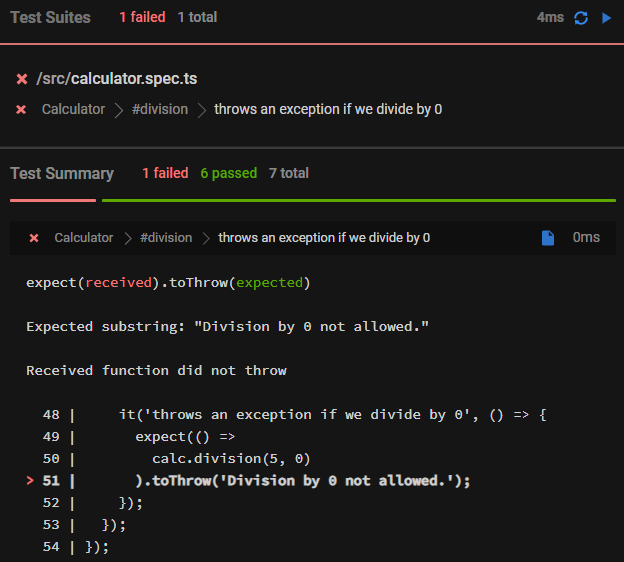 Test Suites 1 failed 1 total 4ms
/src/calculator.spec.ts
Calculator #division throws an exception if we divide by 0
Test Summary 1 failed 6 passed 7 total
Calculator #division throws an exception if we divide by 0 0ms
expect(received).toThrow(expected)
Expected substring: "Division by 0 not allowed."
Received function did not throw
48 |     it('throws an exception if we divide by 0', () => {
49 |       expect(() =>
50 |         calc.division(5, 0)
> 51 |       ).toThrow('Division by 0 not allowed.');
52 |     });
53 |   });
54 | });